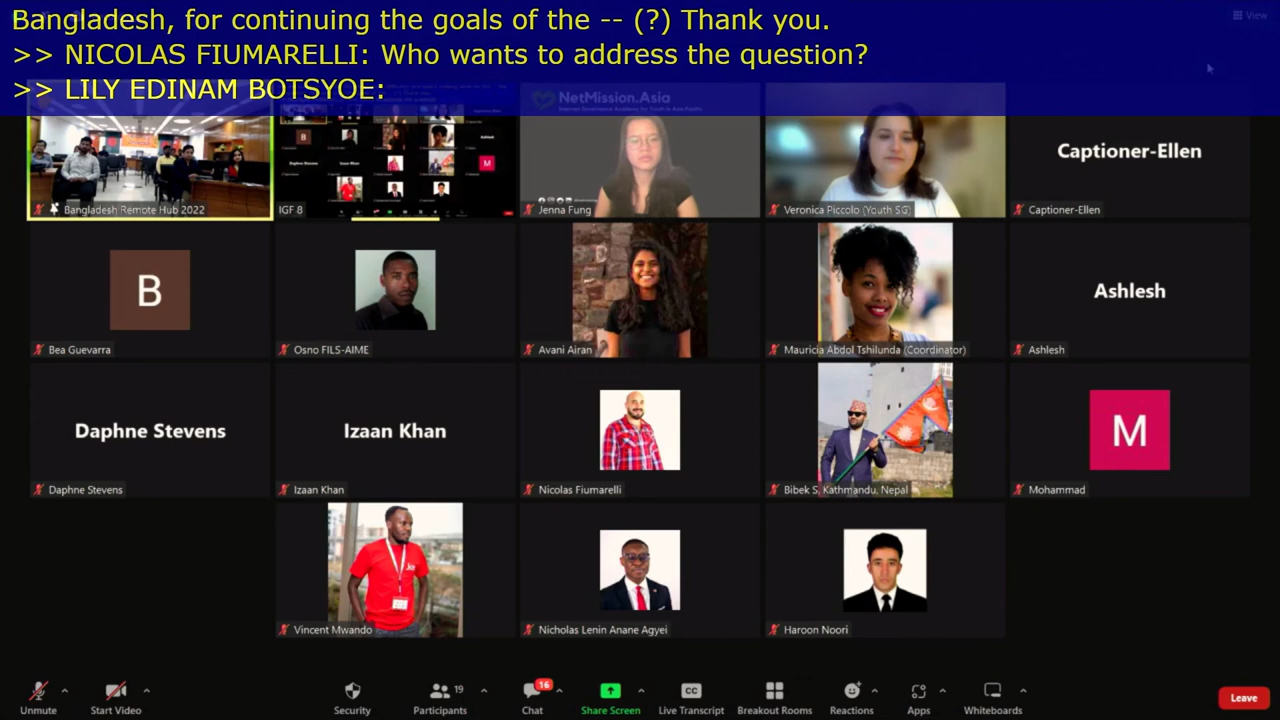 Bangladesh, for continuing the goals of the -- (?) Thank you.
>> NICOLAS FIUMARELLI: Who wants to address the question?
>> LILY EDINAM BOTSYOE:
View
NetMission.Asia
Captioner-Ellen
B
Ashlesh
M
Bangladesh Remote Hub 2022
IGF 8
Jenna Fung
Veronica Piccolo (Youth SG)
Captioner-Ellen
B
Ashlesh
Bea Guevarra
Osno FILS-AIME
Avani Airan
Mauricia Abdol Tshilunda (Coordinator)
Ashlesh
Daphne Stevens
Izaan Khan
M
Daphne Stevens
Izaan Khan
Nicolas Fiumarelli
Bibek S, Kathmandu, Nepal
Mohammad
Vincent Mwando
Nicholas Lenin Anane Agyei
Haroon Noori
19
16
CC
Unmute
Start Video
Security
Participants
Chat
Share Screen
Live Transcript
Breakout Rooms
Reactions
Apps
Whiteboards
Leave